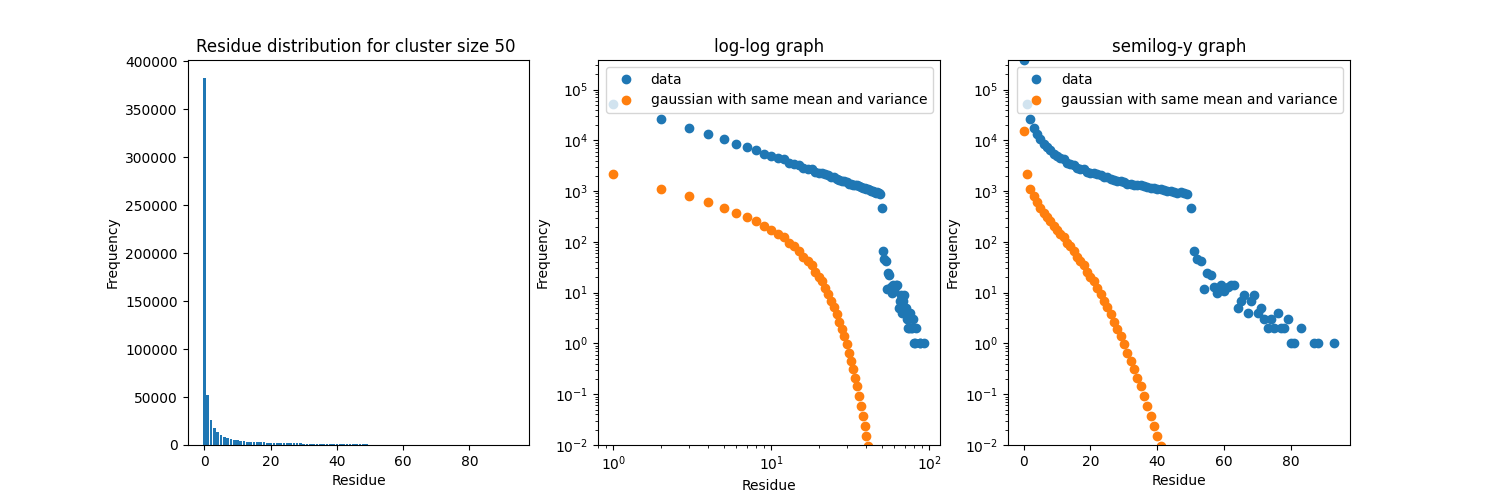 Residue distribution for cluster size 50
400000
350000
300000
250000
200000
150000
100000
50000
0
Frequency
0 20 40 60 80
Residue
log-log graph
data
gaussian with same mean and variance
10^5
10^4
10^3
10^2
10^1
10^0
10^-1
10^-2
Frequency
10^0 10^1 10^2
Residue
semilog-y graph
data
gaussian with same mean and variance
10^5
10^4
10^3
10^2
10^1
10^0
10^-1
10^-2
Frequency
0 20 40 60 80
Residue